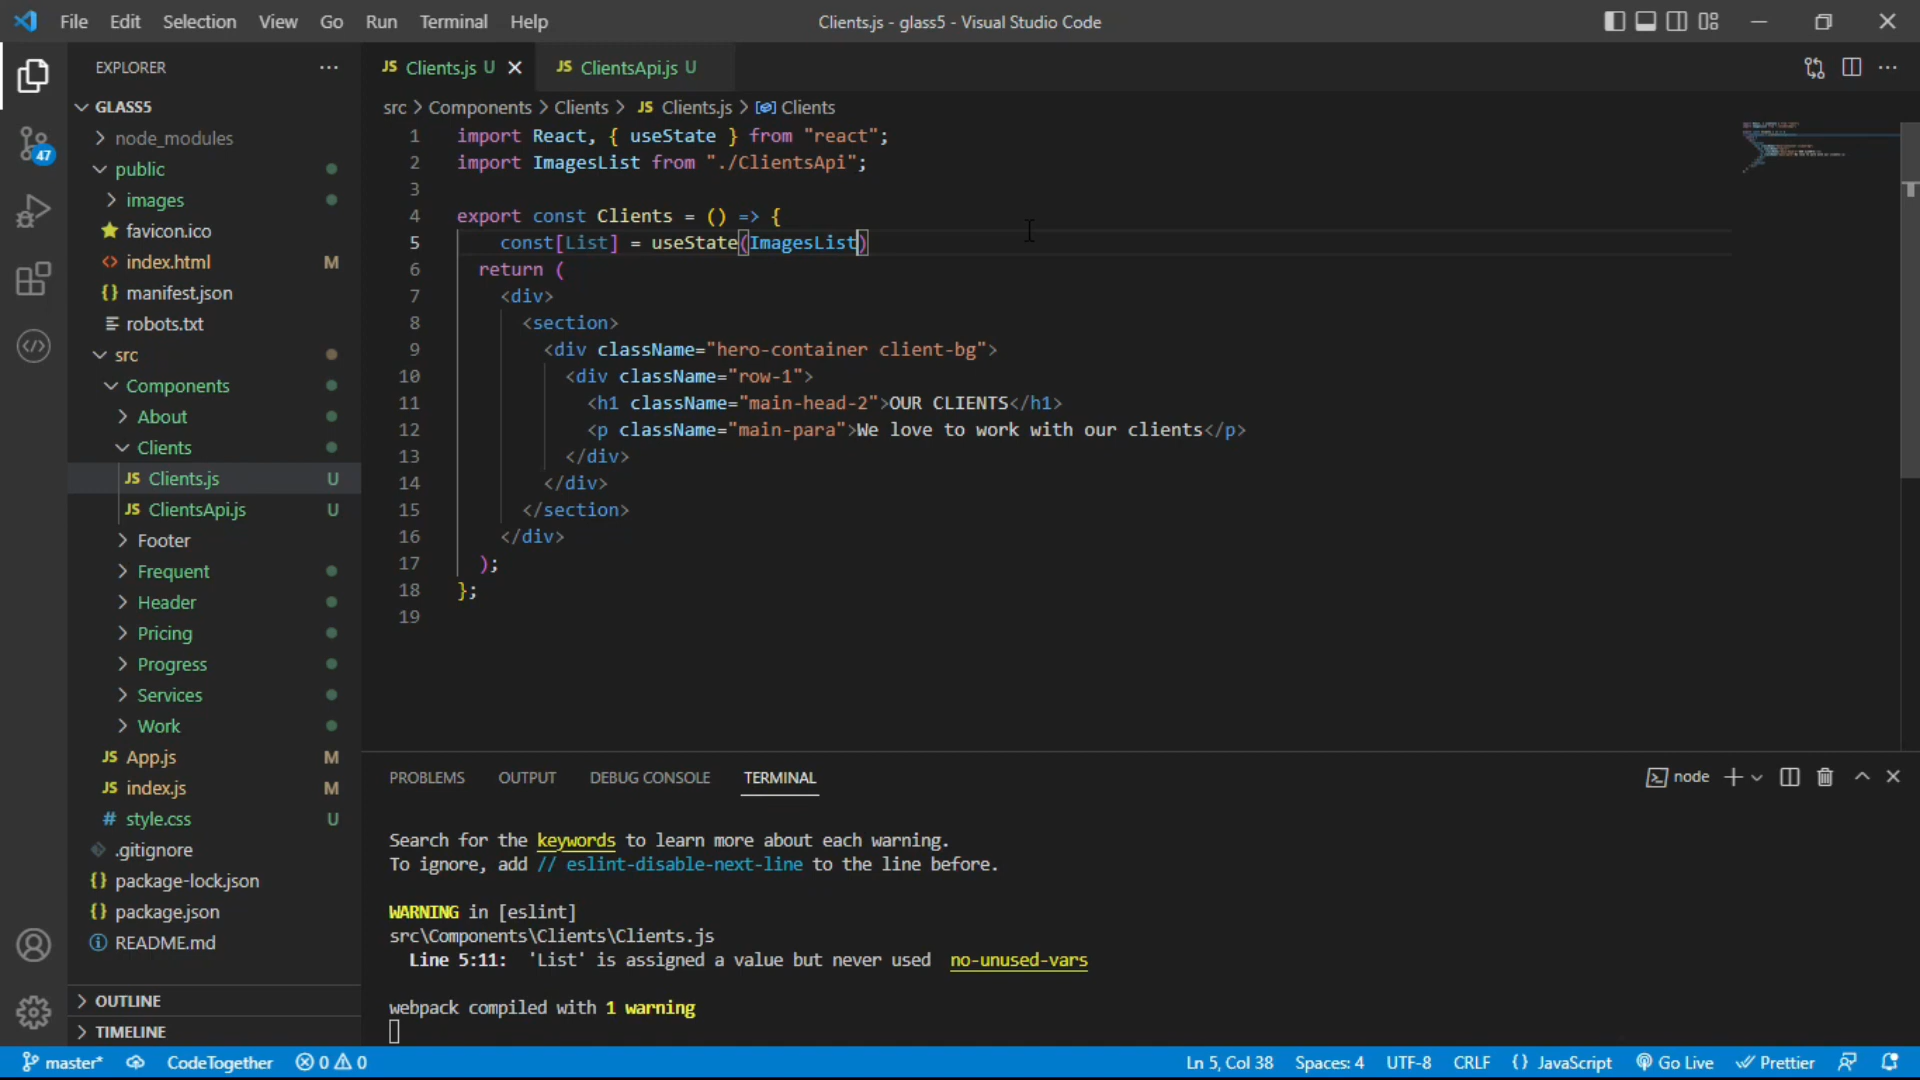 File Edit Selection View Go Run Terminal Help
Clients.js - glass5 - Visual Studio Code
EXPLORER
GLASS5
node_modules
public
images
favicon.ico
index.html M
manifest.json
robots.txt
src
Components
About
Clients
JS Clients.js U
JS ClientsApi.js U
Footer
Frequent
Header
Pricing
Progress
Services
Work
JS App.js M
JS index.js M
# style.css U
.gitignore
{} package-lock.json
{} package.json
README.md
OUTLINE
TIMELINE
47
JS Clients.js U
JS ClientsApi.js U
src > Components > Clients > JS Clients.js > Clients
1 import React, { useState } from "react";
2 import ImagesList from "./ClientsApi";
3
4 export const Clients = () => {
5 const[List] = useState(ImagesList)
6 return (
7 <div>
8 <section>
9 <div className="hero-container client-bg">
10 <div className="row-1">
11 <h1 className="main-head-2">OUR CLIENTS</h1>
12 <p className="main-para">We love to work with our clients</p>
13 </div>
14 </div>
15 </section>
16 </div>
17 );
18 };
19
PROBLEMS OUTPUT DEBUG CONSOLE TERMINAL
node
Search for the keywords to learn more about each warning.
To ignore, add // eslint-disable-next-line to the line before.
WARNING in [eslint]
src\Components\Clients\Clients.js
Line 5:11: 'List' is assigned a value but never used no-unused-vars
webpack compiled with 1 warning
master* CodeTogether 0 0
Ln 5, Col 38 Spaces: 4 UTF-8 CRLF {} JavaScript Go Live Prettier